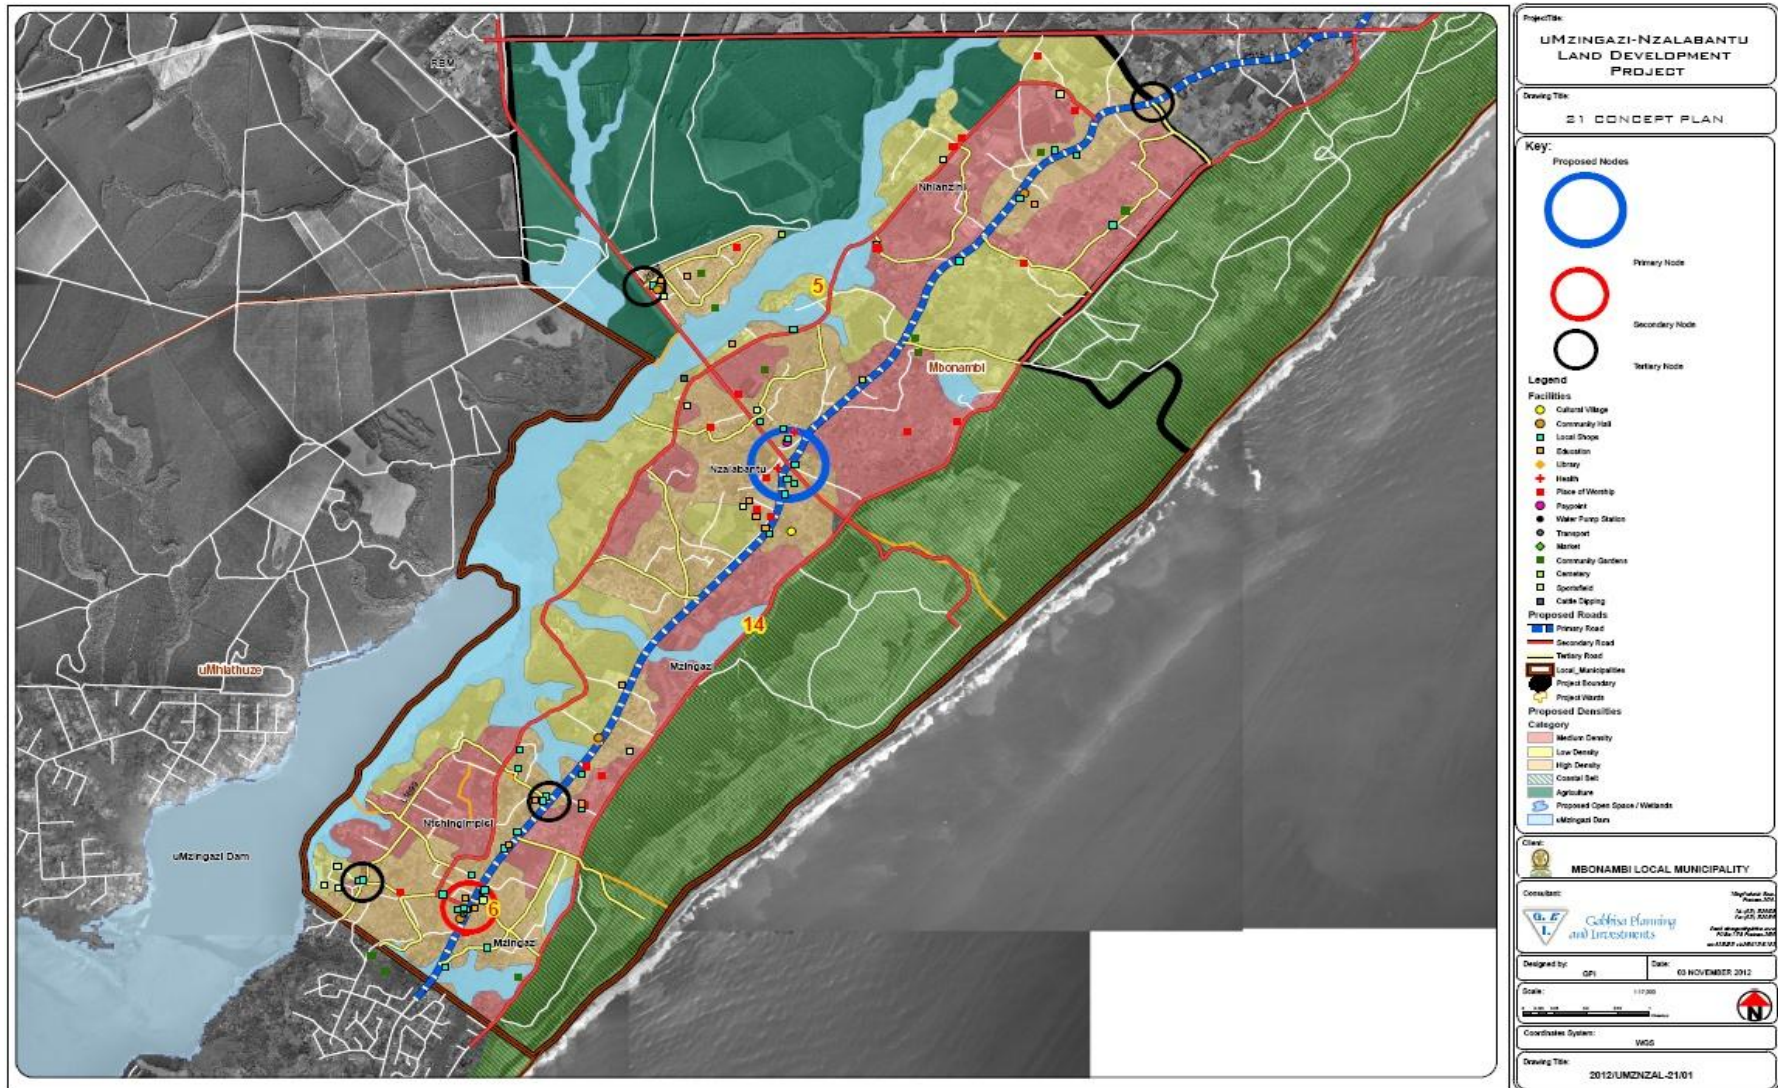 RBM
Nhlanzini
5
Mbonambi
Nzalabantu
14
uMhlathuze
Mzingazi
Ntshingimpisi
uMzingazi Dam
6
Mzingazi
Project Title:
UMZINGAZI-NZALABANTU
LAND DEVELOPMENT
PROJECT
Drawing Title:
21 CONCEPT PLAN
Key:
Proposed Nodes
Primary Node
Secondary Node
Tertiary Node
Legend
Facilities
Cultural Village
Community Hall
Local Shops
Education
Library
Health
Place of Worship
Paypoint
Water Pump Station
Transport
Market
Community Gardens
Cemetery
Sportsfield
Cattle Dipping
Proposed Roads
Primary Road
Secondary Road
Tertiary Road
Local_Municipalities
Project Boundary
Project Wards
Proposed Densities
Category
Medium Density
Low Density
High Density
Coastal Belt
Agriculture
Proposed Open Space / Wetlands
uMzingazi Dam
Client:
MBONAMBI LOCAL MUNICIPALITY
Consultant:
G. P.
I.
Gabhisa Planning
and Investments
Designed by:
GPI
Date:
03 NOVEMBER 2012
Scale:
N
Coordinates System:
WGS
Drawing Title:
2012/UMZNZAL-21/01